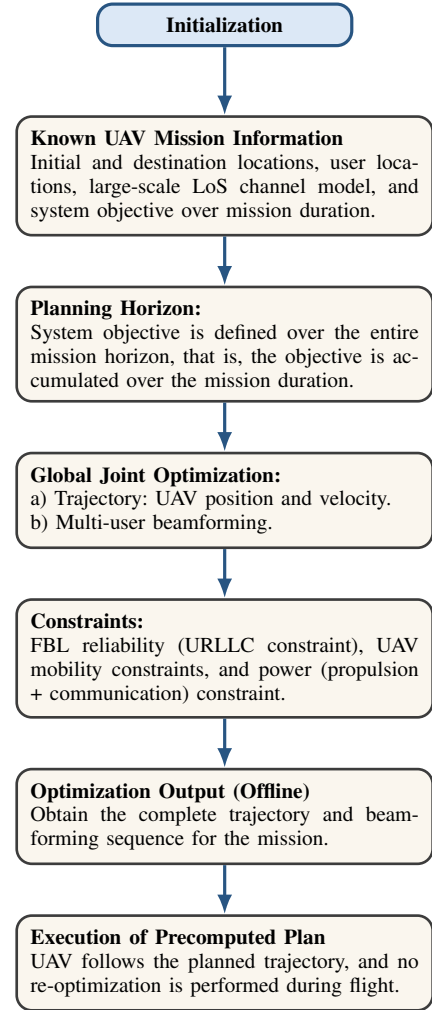 Initialization
Known UAV Mission Information
Initial and destination locations, user loca-
tions, large-scale LoS channel model, and
system objective over mission duration.
Planning Horizon:
System objective is defined over the entire
mission horizon, that is, the objective is ac-
cumulated over the mission duration.
Global Joint Optimization:
a) Trajectory: UAV position and velocity.
b) Multi-user beamforming.
Constraints:
FBL reliability (URLLC constraint), UAV
mobility constraints, and power (propulsion
+ communication) constraint.
Optimization Output (Offline)
Obtain the complete trajectory and beam-
forming sequence for the mission.
Execution of Precomputed Plan
UAV follows the planned trajectory, and no
re-optimization is performed during flight.